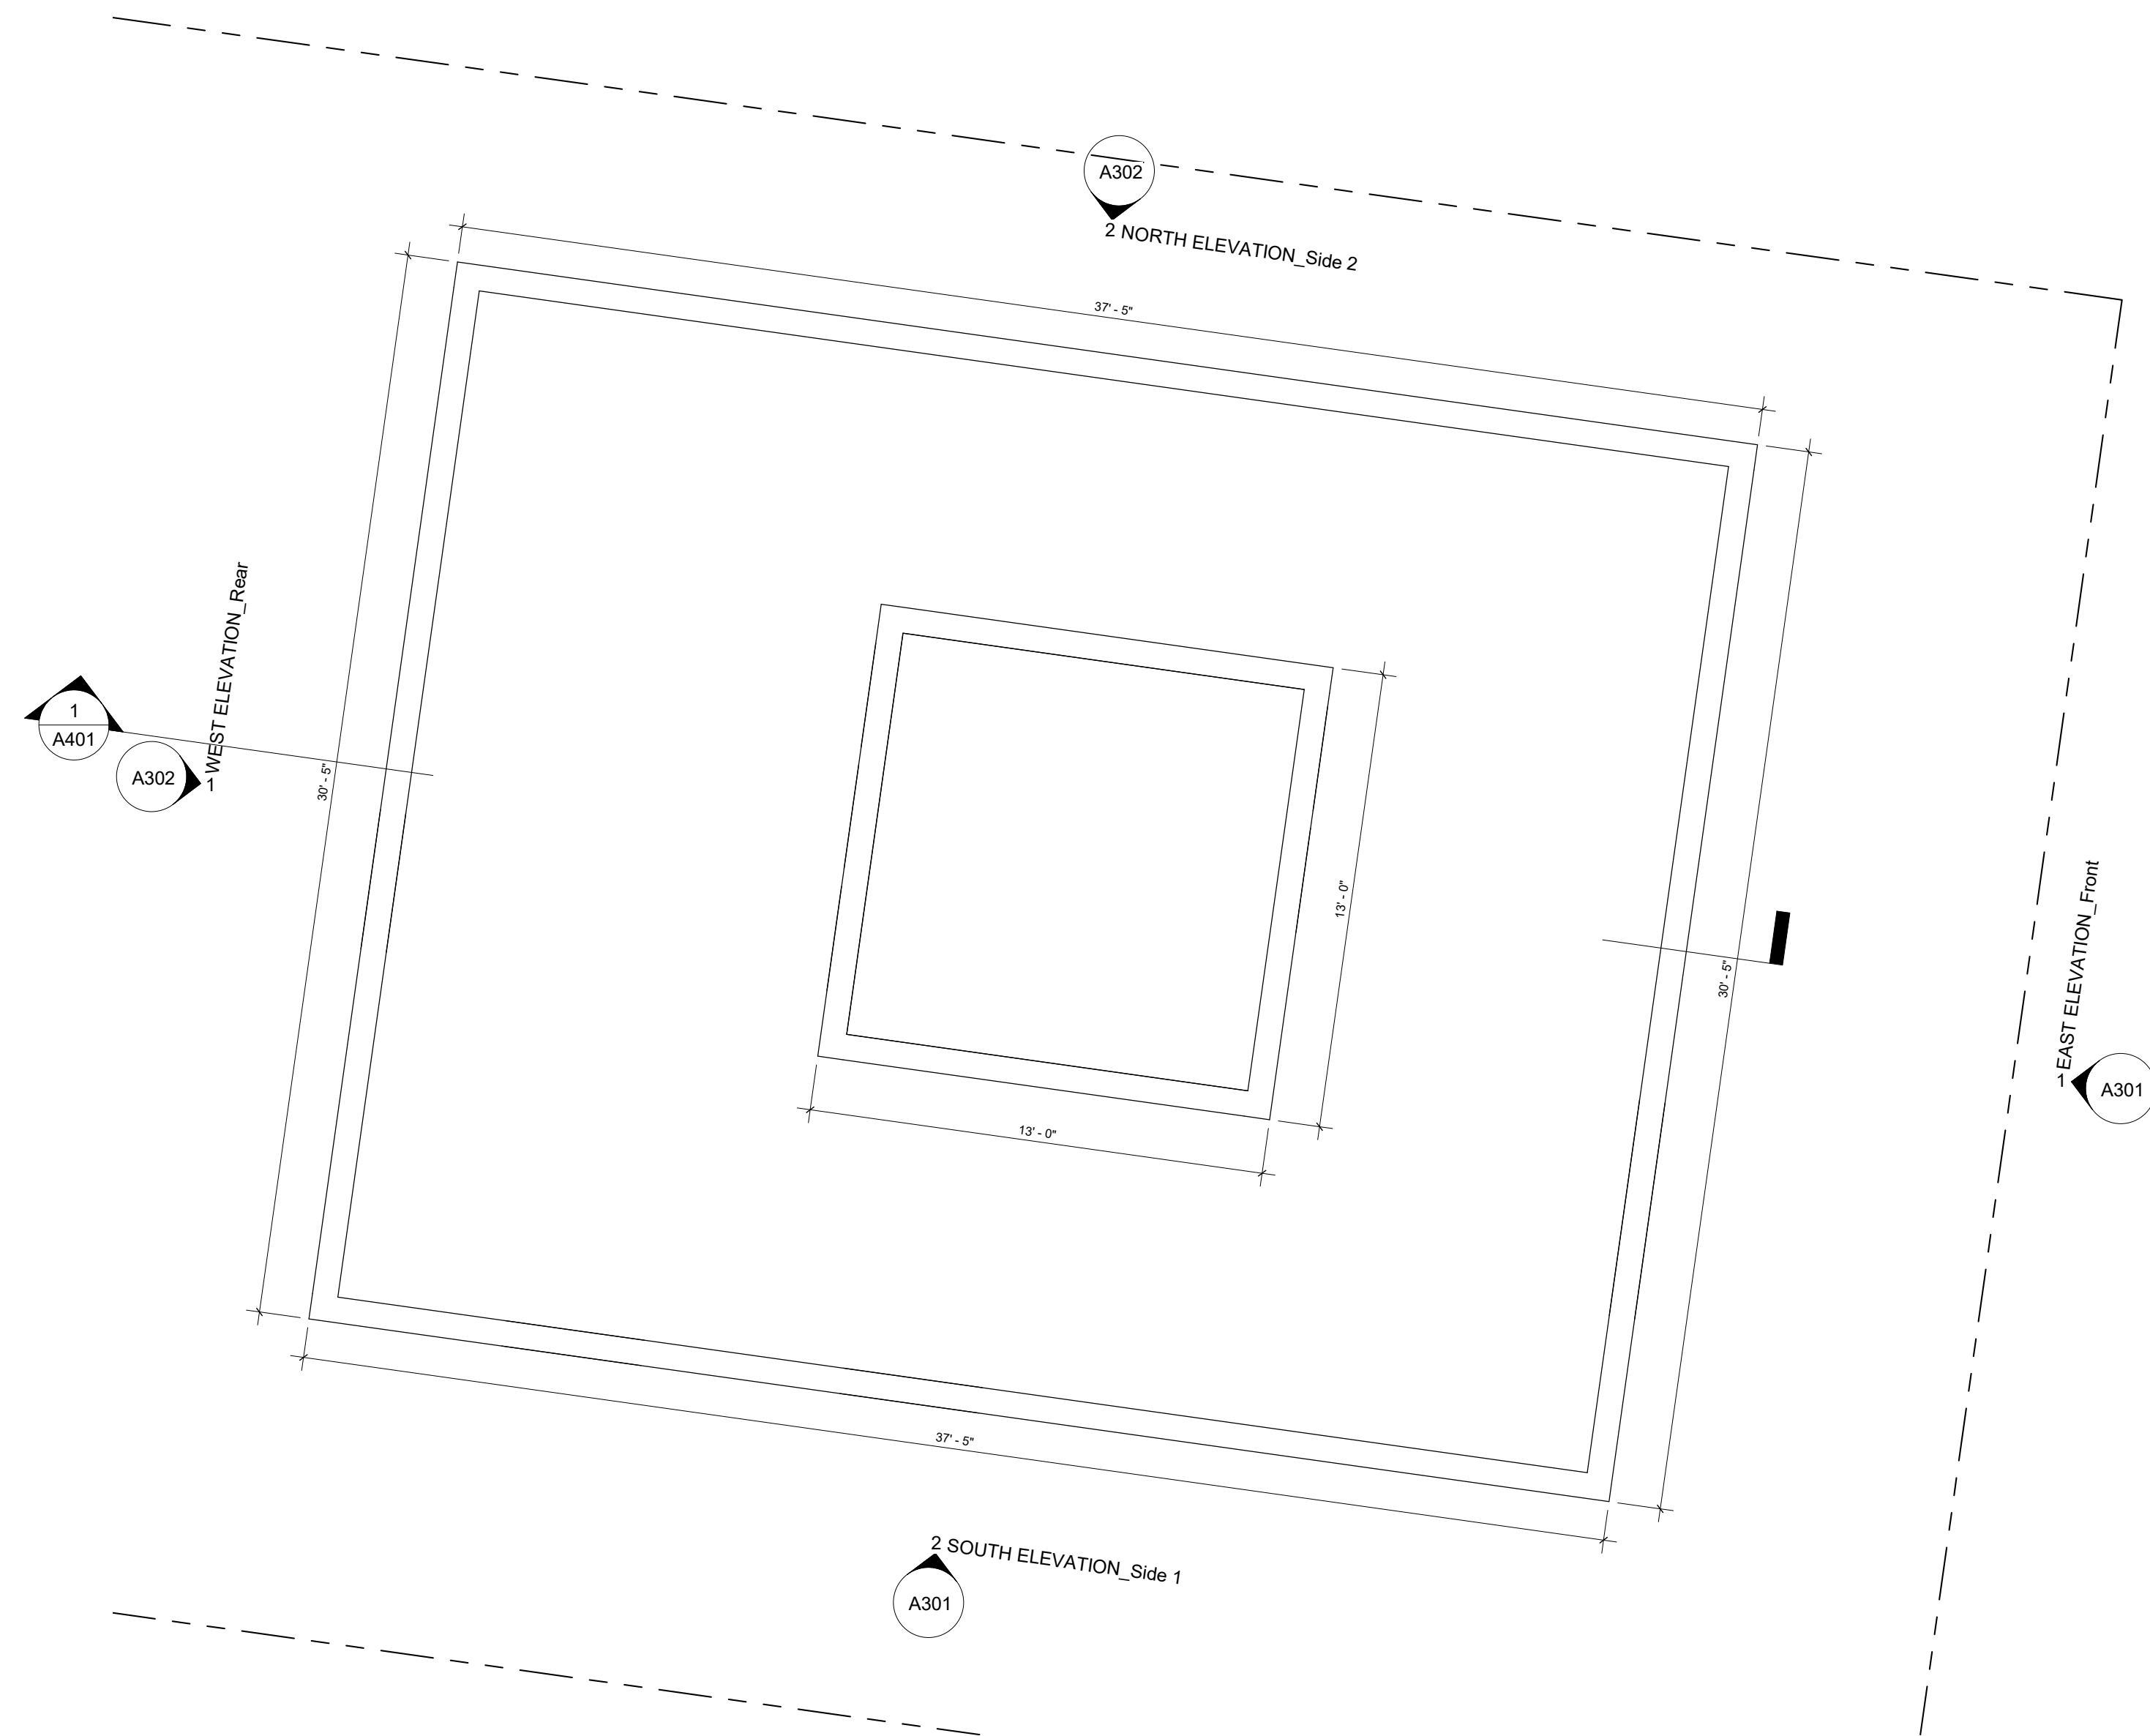 A302
2 NORTH ELEVATION_Side 2
37' - 5"
WEST ELEVATION_Rear
1
A401
A302
1
30' - 5"
13' - 0"
30' - 5"
EAST ELEVATION_Front
1
A301
13' - 0"
37' - 5"
2 SOUTH ELEVATION_Side 1
A301